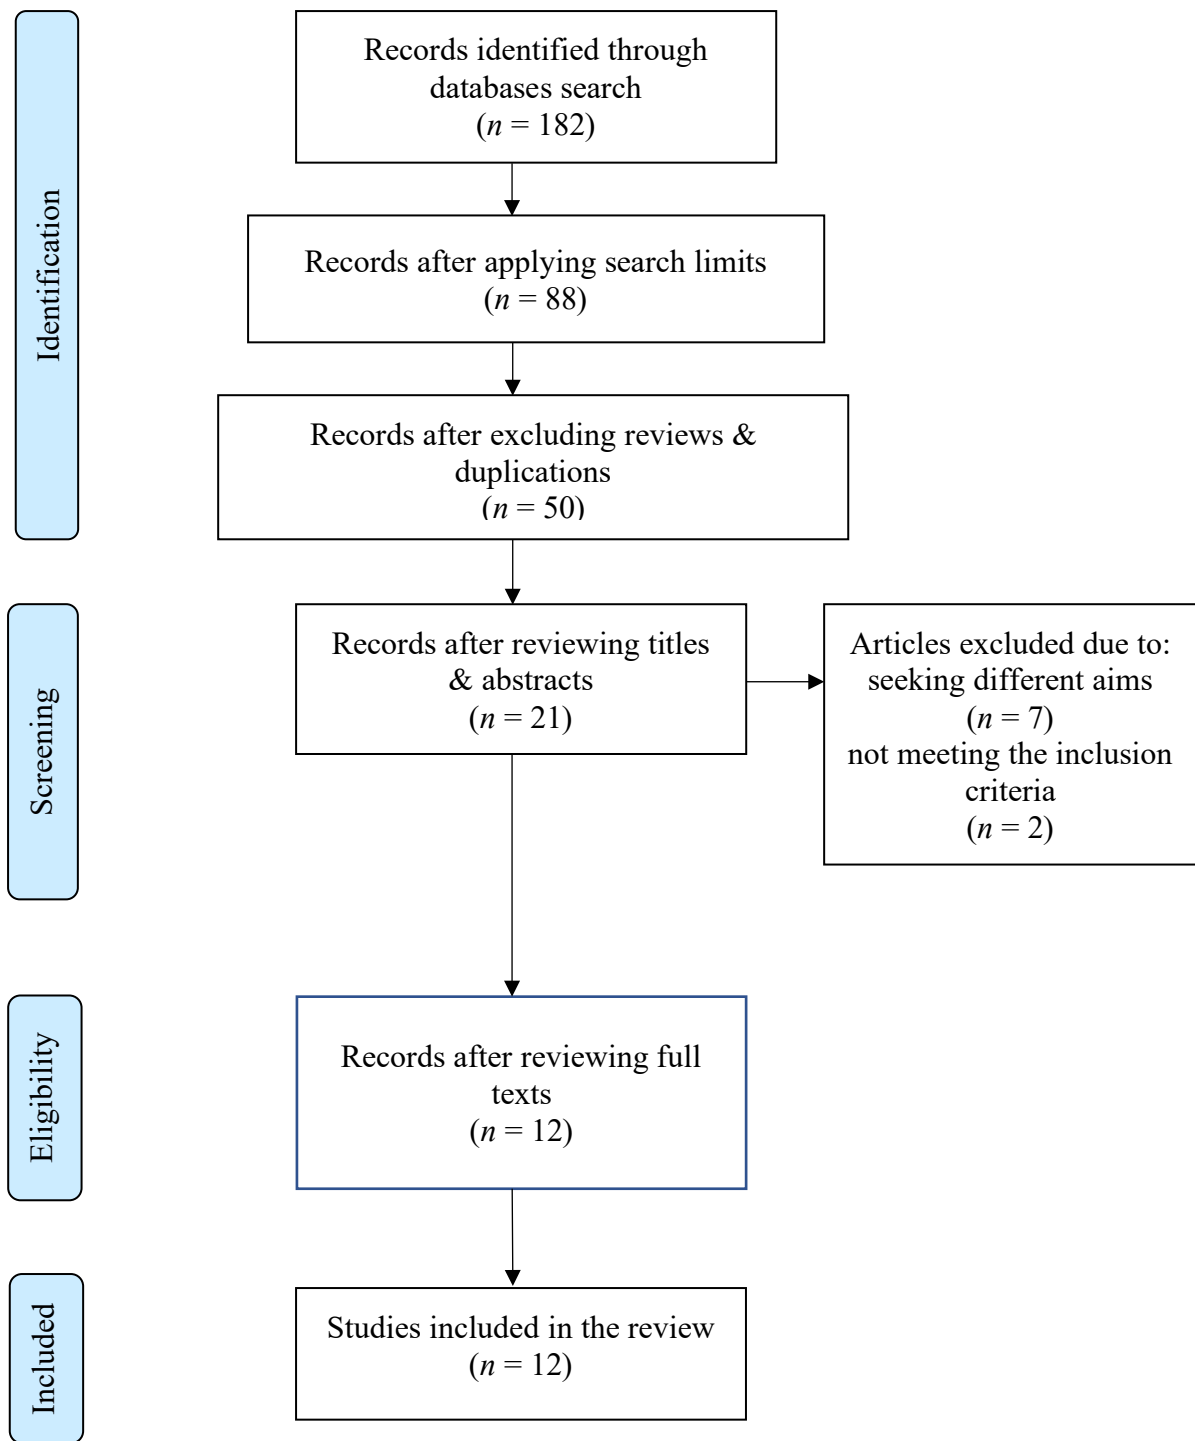 Identification
Records identified through
databases search
(n = 182)
Records after applying search limits
(n = 88)
Records after excluding reviews &
duplications
(n = 50)
Screening
Records after reviewing titles
& abstracts
(n = 21)
Articles excluded due to:
seeking different aims
(n = 7)
not meeting the inclusion
criteria
(n = 2)
Eligibility
Records after reviewing full
texts
(n = 12)
Included
Studies included in the review
(n = 12)